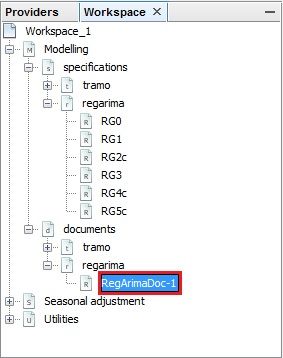 Providers Workspace ×
Workspace_1
Modelling
s specifications
t tramo
r regarima
R RG0
R RG1
R RG2c
R RG3
R RG4c
R RG5c
d documents
t tramo
r regarima
R RegArimaDoc-1
S Seasonal adjustment
U Utilities